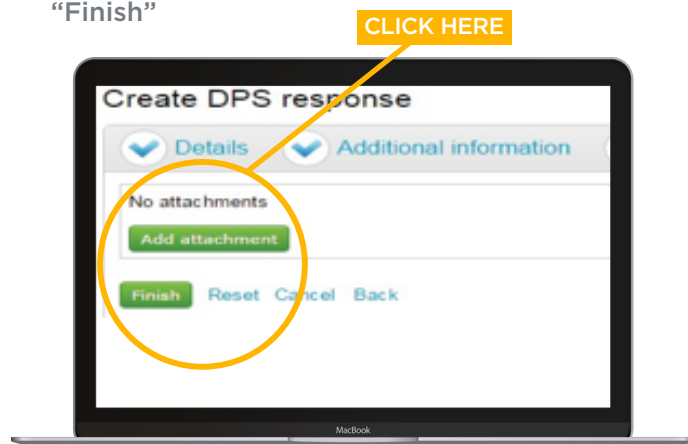 “Finish”
CLICK HERE
Create DPS response
Details Additional information
No attachments
Add attachment
Finish Reset Cancel Back
MacBook